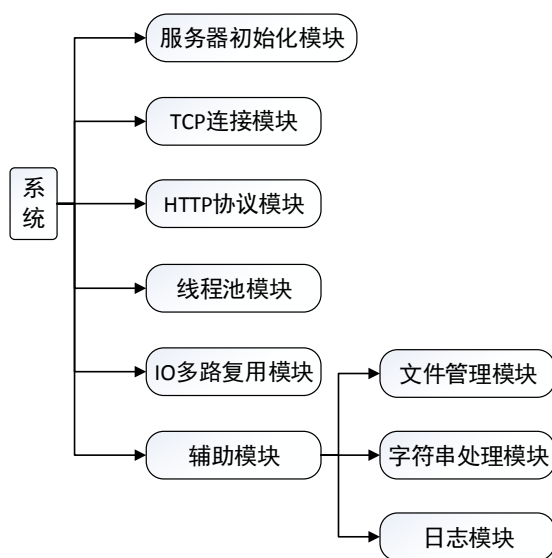 服务器初始化模块
TCP连接模块
系
统
HTTP协议模块
线程池模块
IO多路复用模块
文件管理模块
辅助模块
字符串处理模块
日志模块